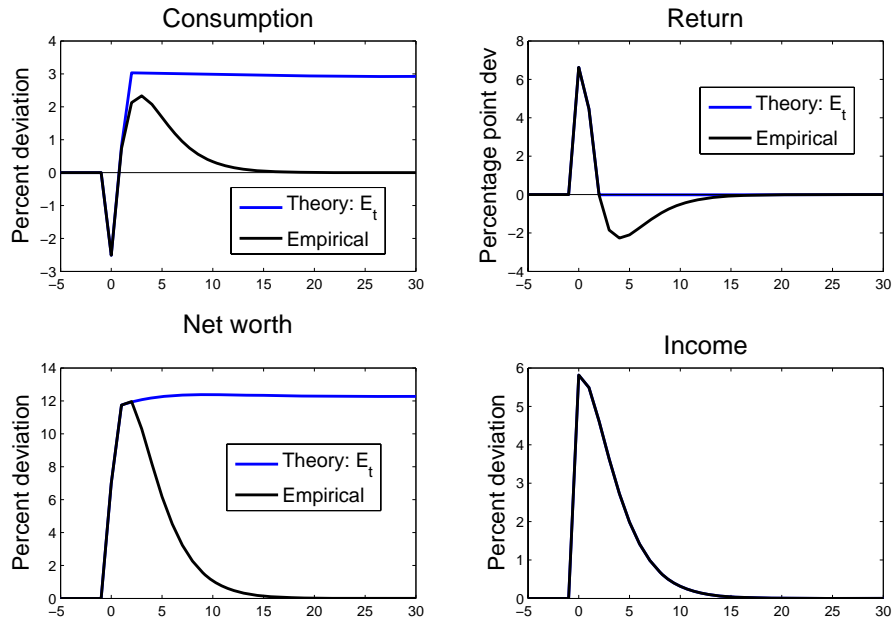 Consumption
Percent deviation
4
3
2
1
0
−1
−2
−3
−5 0 5 10 15 20 25 30
Theory: E_t
Empirical
Return
Percentage point dev
8
6
4
2
0
−2
−4
−5 0 5 10 15 20 25 30
Theory: E_t
Empirical
Net worth
Percent deviation
14
12
10
8
6
4
2
0
−5 0 5 10 15 20 25 30
Theory: E_t
Empirical
Income
Percent deviation
6
5
4
3
2
1
0
−5 0 5 10 15 20 25 30